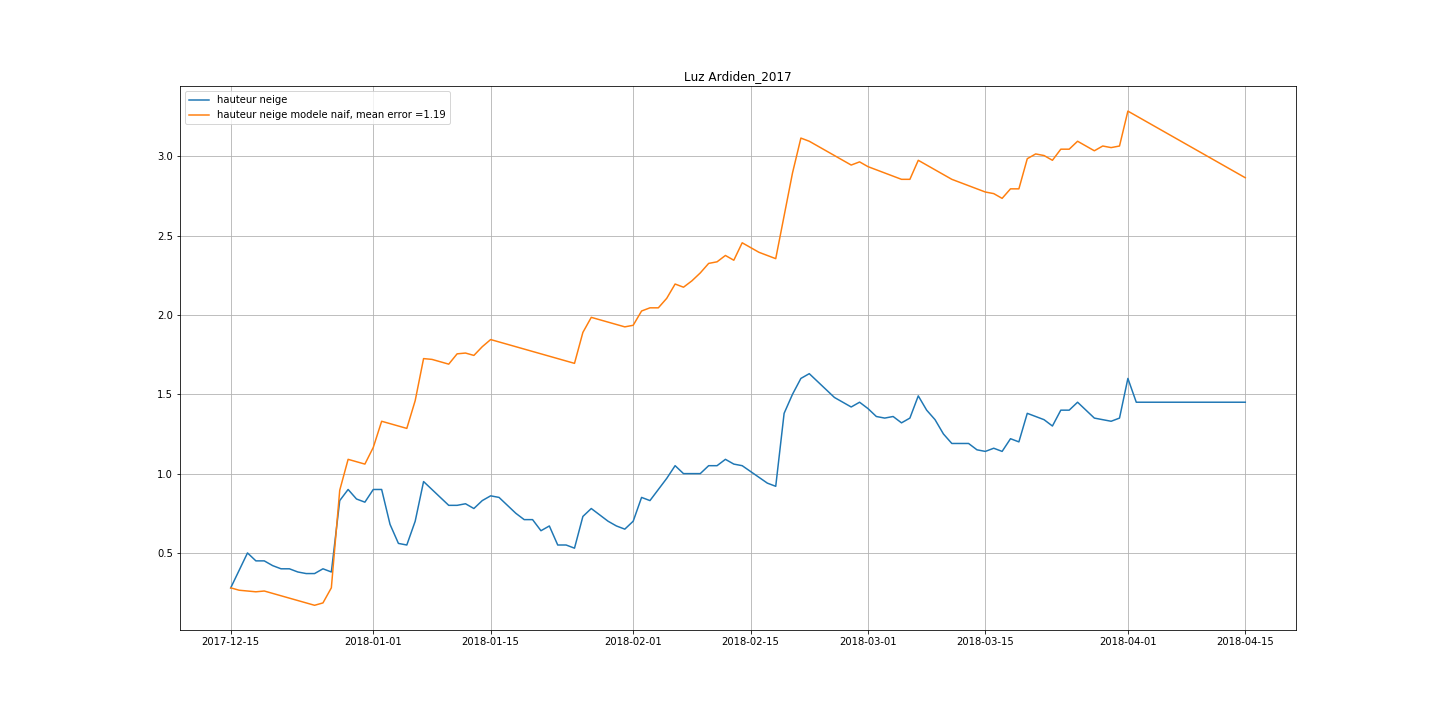 Luz Ardiden_2017
hauteur neige
hauteur neige modele naif, mean error =1.19
3.0
2.5
2.0
1.5
1.0
0.5
2017-12-15 2018-01-01 2018-01-15 2018-02-01 2018-02-15 2018-03-01 2018-03-15 2018-04-01 2018-04-15